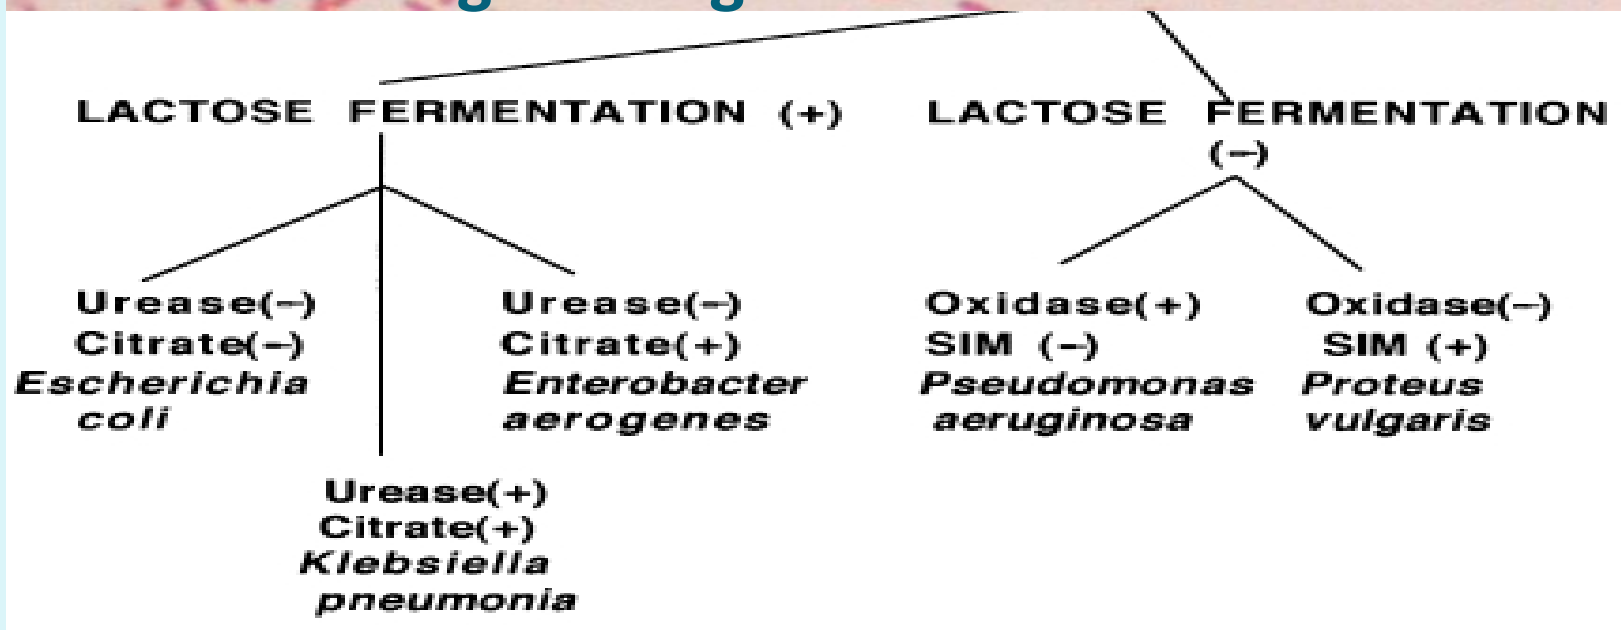 LACTOSE FERMENTATION (+)
LACTOSE FERMENTATION
(–)
Urease(–)
Citrate(–)
Escherichia
coli
Urease(–)
Citrate(+)
Enterobacter
aerogenes
Urease(+)
Citrate(+)
Klebsiella
pneumonia
Oxidase(+)
SIM (–)
Pseudomonas
aeruginosa
Oxidase(–)
SIM (+)
Proteus
vulgaris